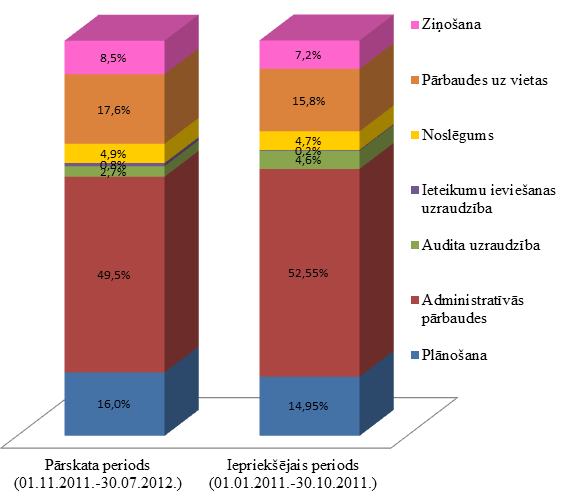 8,5%
17,6%
4,9%
0,8%
2,7%
49,5%
16,0%
7,2%
15,8%
4,7%
0,2%
4,6%
52,55%
14,95%
Ziņošana
Pārbaudes uz vietas
Noslēgums
Ieteikumu ieviešanas
uzraudzība
Audita uzraudzība
Administratīvās
pārbaudes
Plānošana
Pārskata periods
(01.11.2011.-30.07.2012.)
Iepriekšējais periods
(01.01.2011.-30.10.2011.)